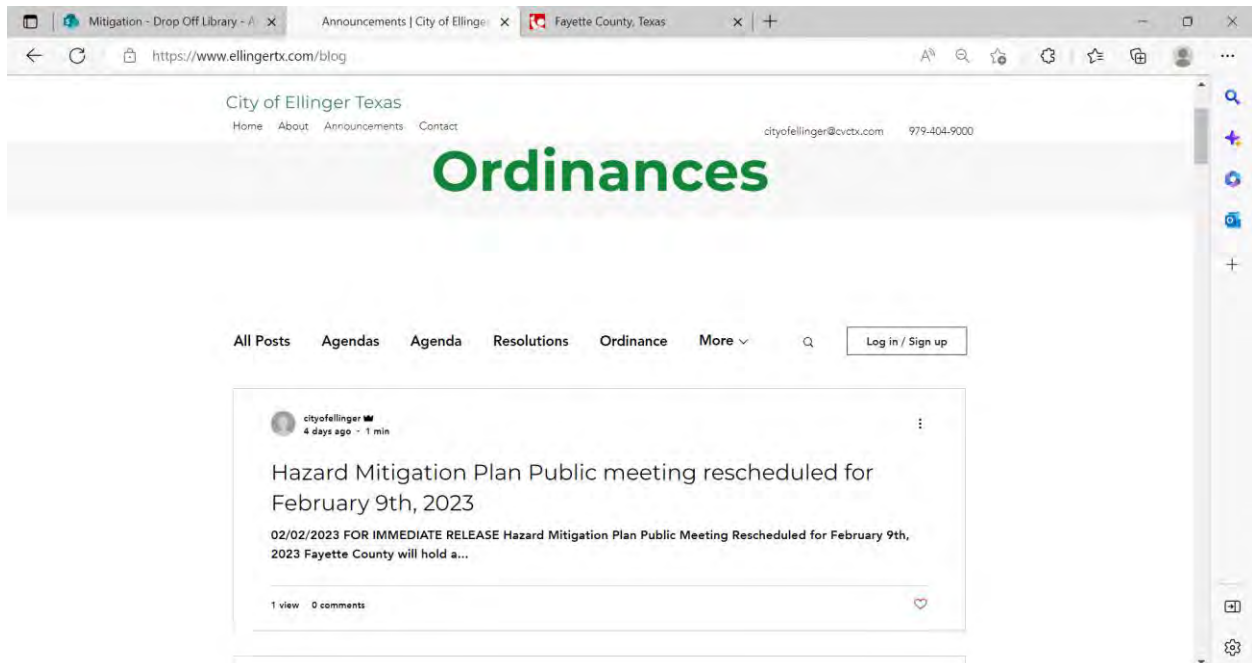 Mitigation - Drop Off Library - A
Announcements | City of Ellinge
Fayette County, Texas
https://www.ellingertx.com/blog
City of Ellinger Texas
Home About Announcements Contact
cityofellinger@cvctx.com 979-404-9000
Ordinances
All Posts Agendas Agenda Resolutions Ordinance More
Log in / Sign up
cityofellinger
4 days ago · 1 min
Hazard Mitigation Plan Public meeting rescheduled for
February 9th, 2023
02/02/2023 FOR IMMEDIATE RELEASE Hazard Mitigation Plan Public Meeting Rescheduled for February 9th,
2023 Fayette County will hold a...
1 view 0 comments